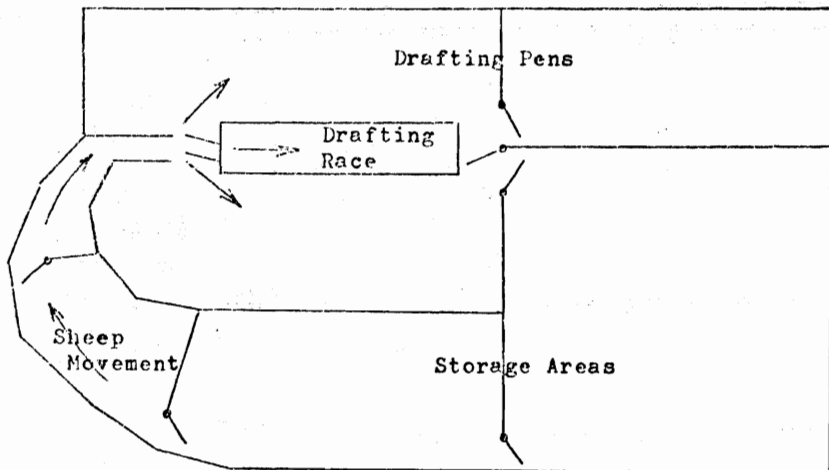 Drafting Pens
Drafting
Race
Sheep
Movement
Storage Areas